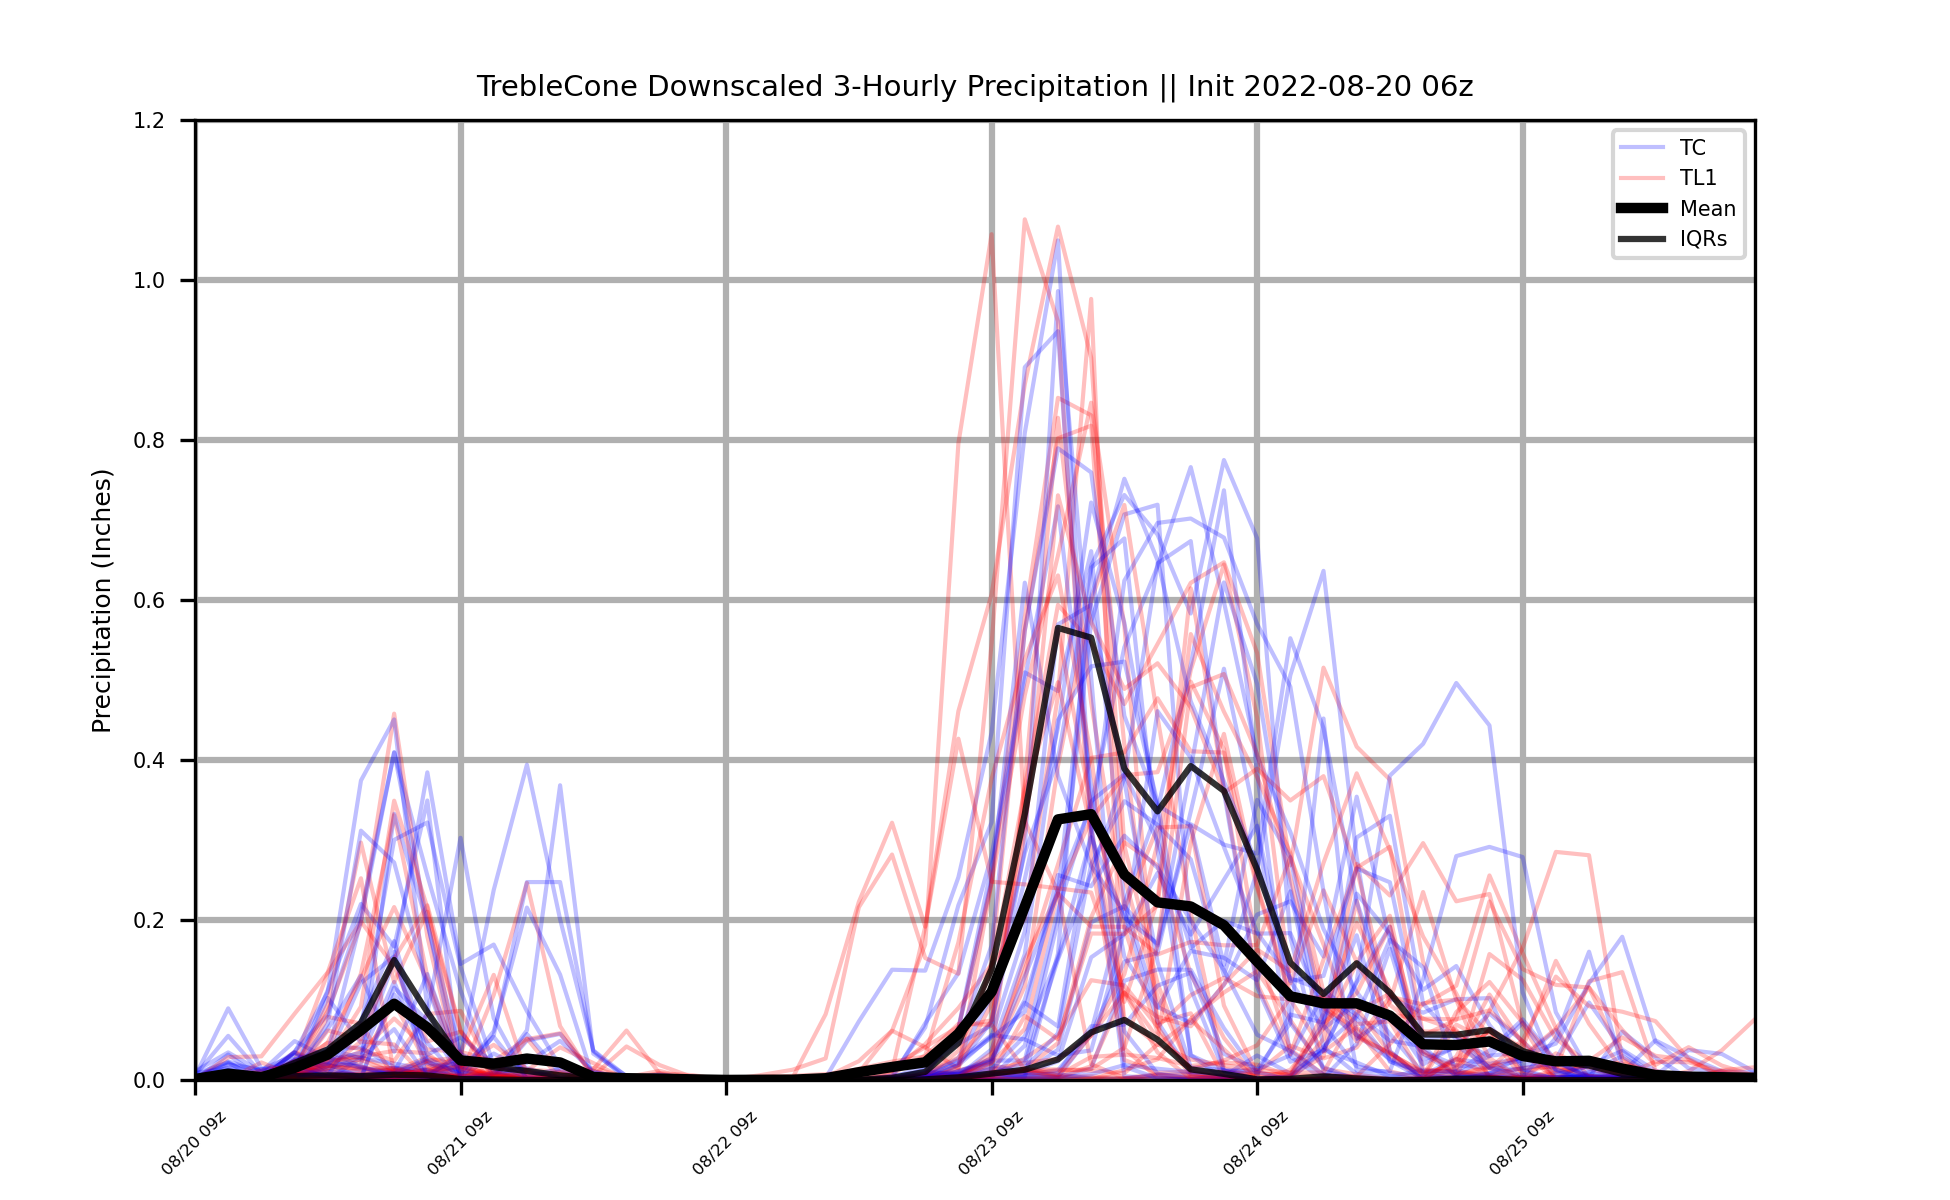 TrebleCone Downscaled 3-Hourly Precipitation || Init 2022-08-20 06z
1.2
1.0
0.8
0.6
0.4
0.2
0.0
Precipitation (Inches)
TC
TL1
Mean
IQRs
08/20 09z
08/21 09z
08/22 09z
08/23 09z
08/24 09z
08/25 09z